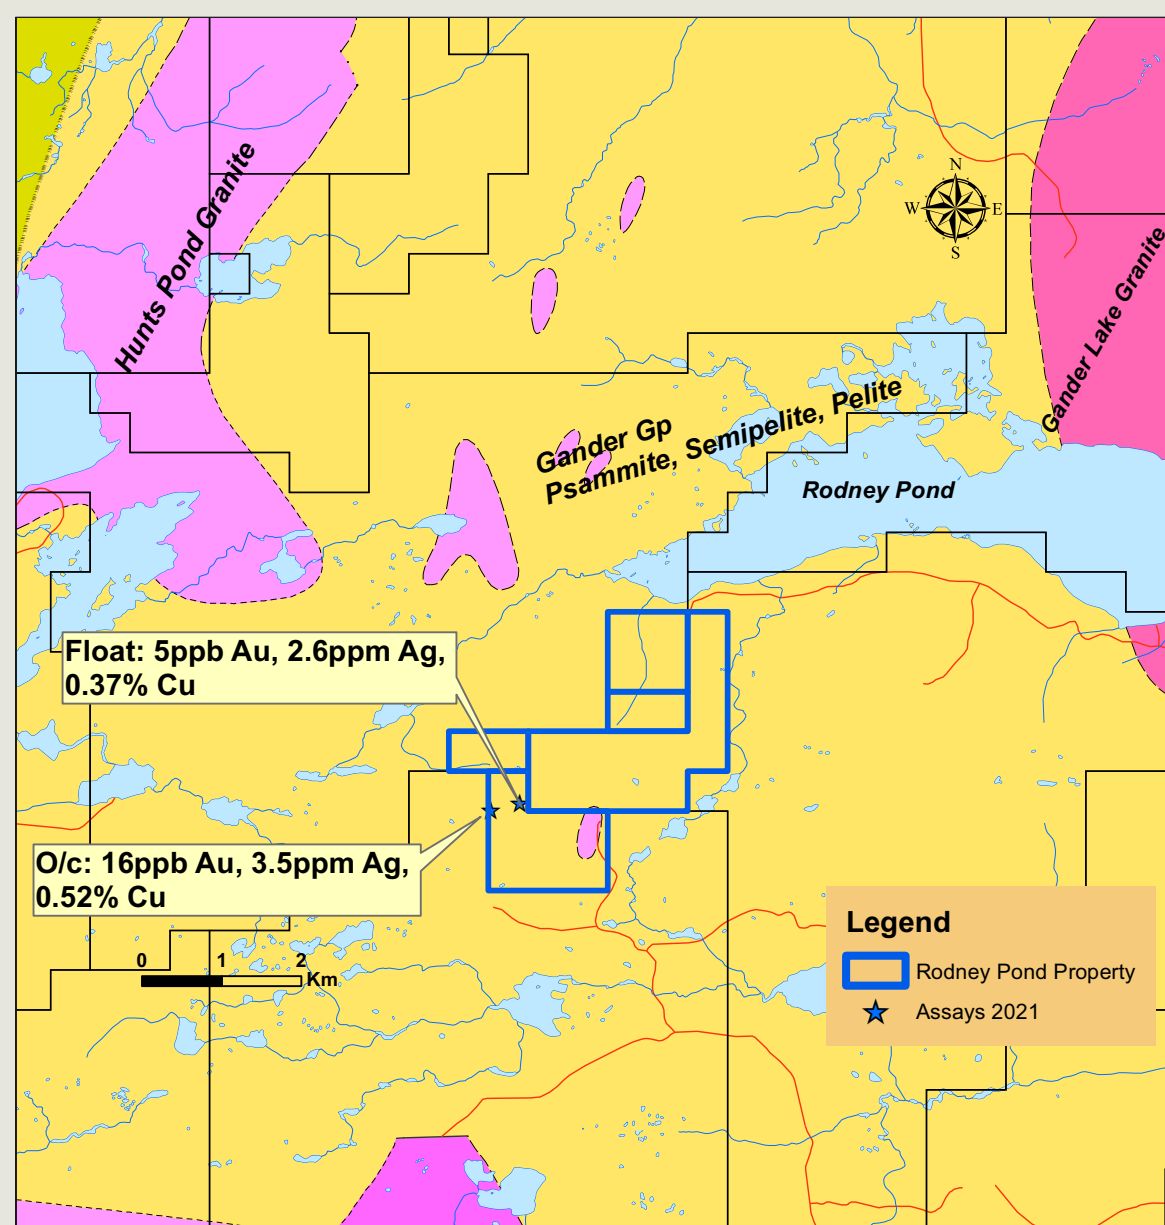 N
W
E
S
Hunts Pond Granite
Gander Lake Granite
Gander Gp
Psammite, Semipelite, Pelite
Rodney Pond
Float: 5ppb Au, 2.6ppm Ag,
0.37% Cu
O/c: 16ppb Au, 3.5ppm Ag,
0.52% Cu
0 1 2
Km
Legend
Rodney Pond Property
Assays 2021